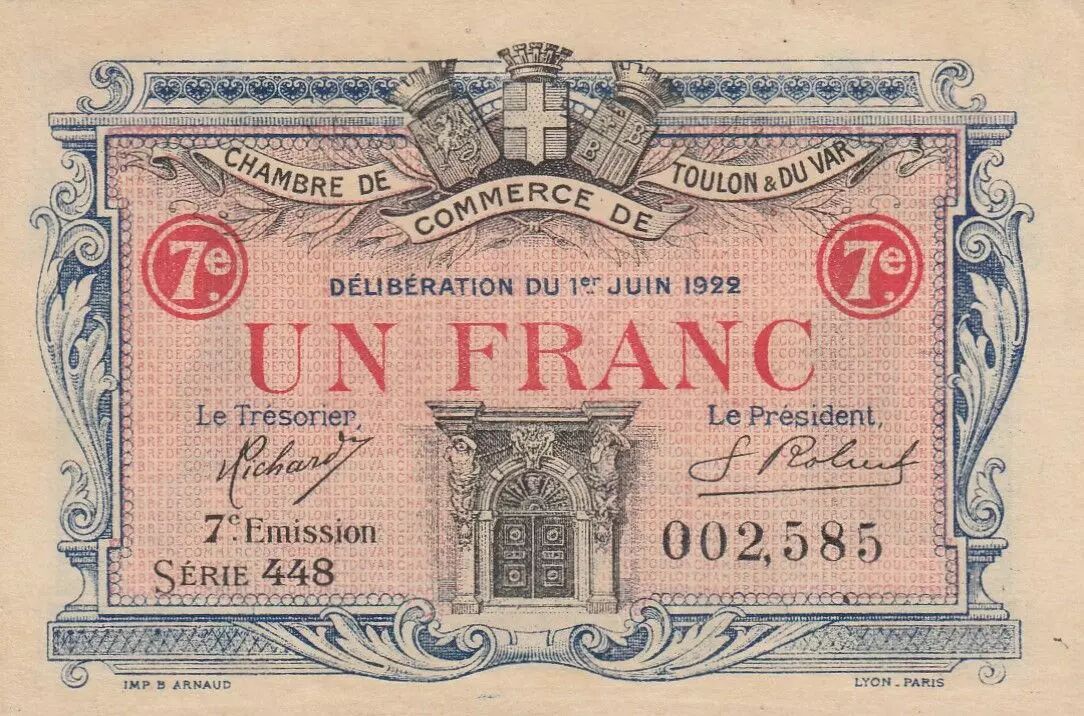 CHAMBRE DE COMMERCE DE TOULON & DU VAR
7e.
7e.
DÉLIBÉRATION DU 1er JUIN 1922
UN FRANC
Le Trésorier,
Le Président,
Richard
7e. Emission
002,585
SÉRIE 448
IMP B ARNAUD
LYON - PARIS